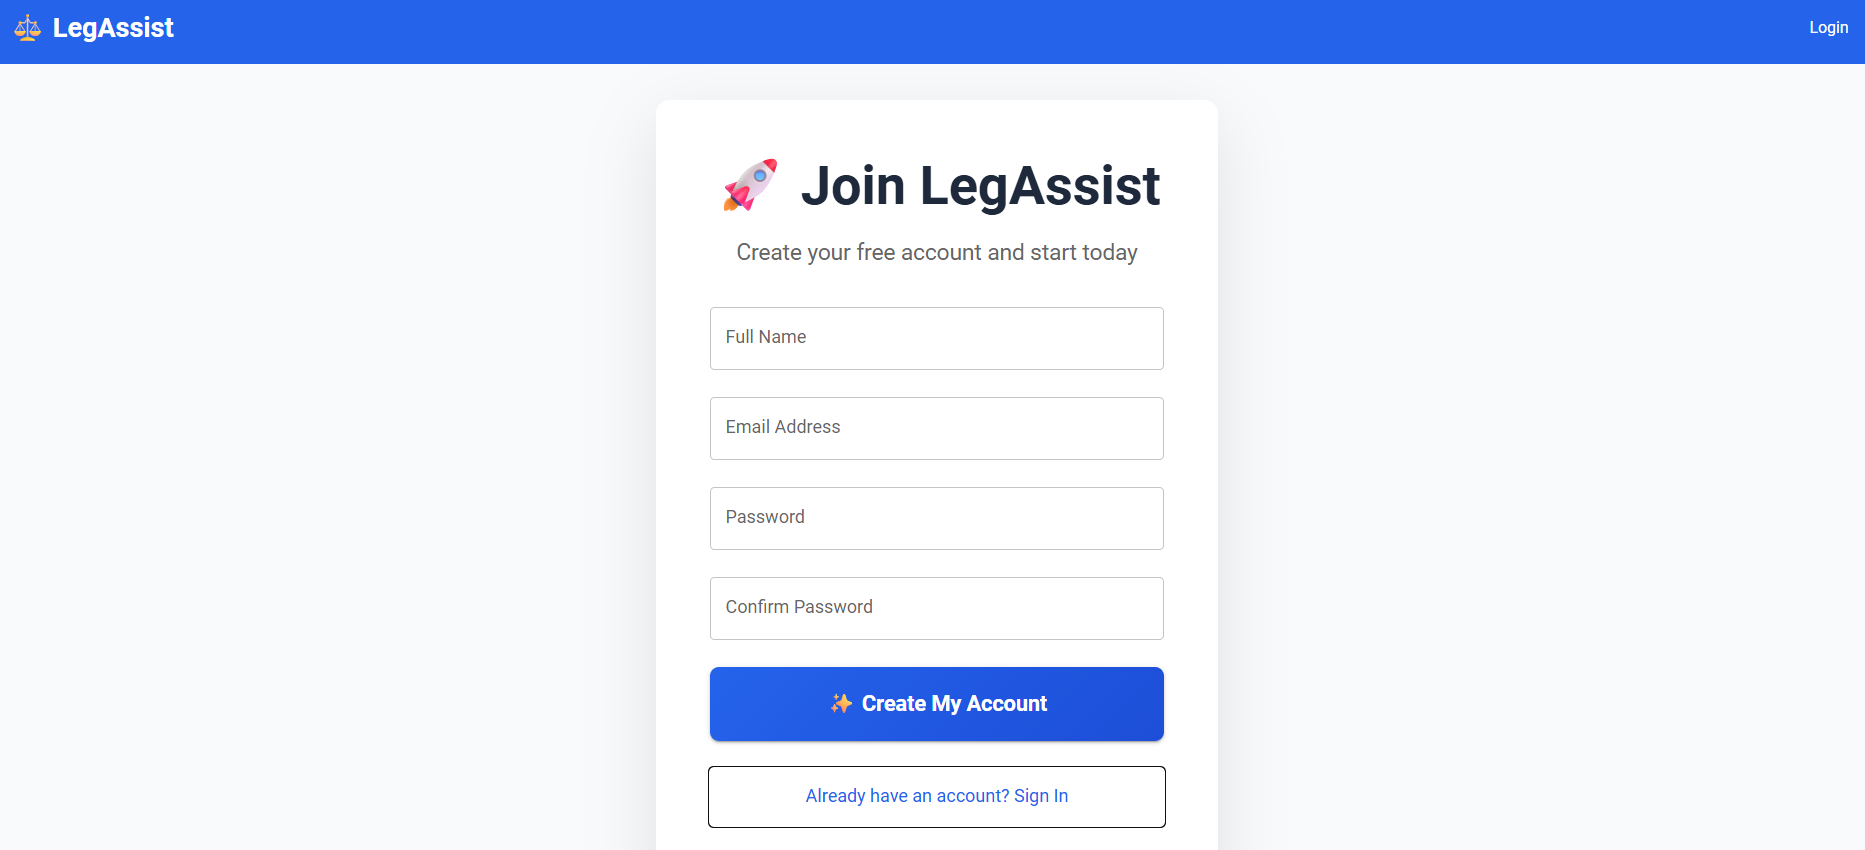 LegAssist
Login
Join LegAssist
Create your free account and start today
Full Name
Email Address
Password
Confirm Password
Create My Account
Already have an account? Sign In